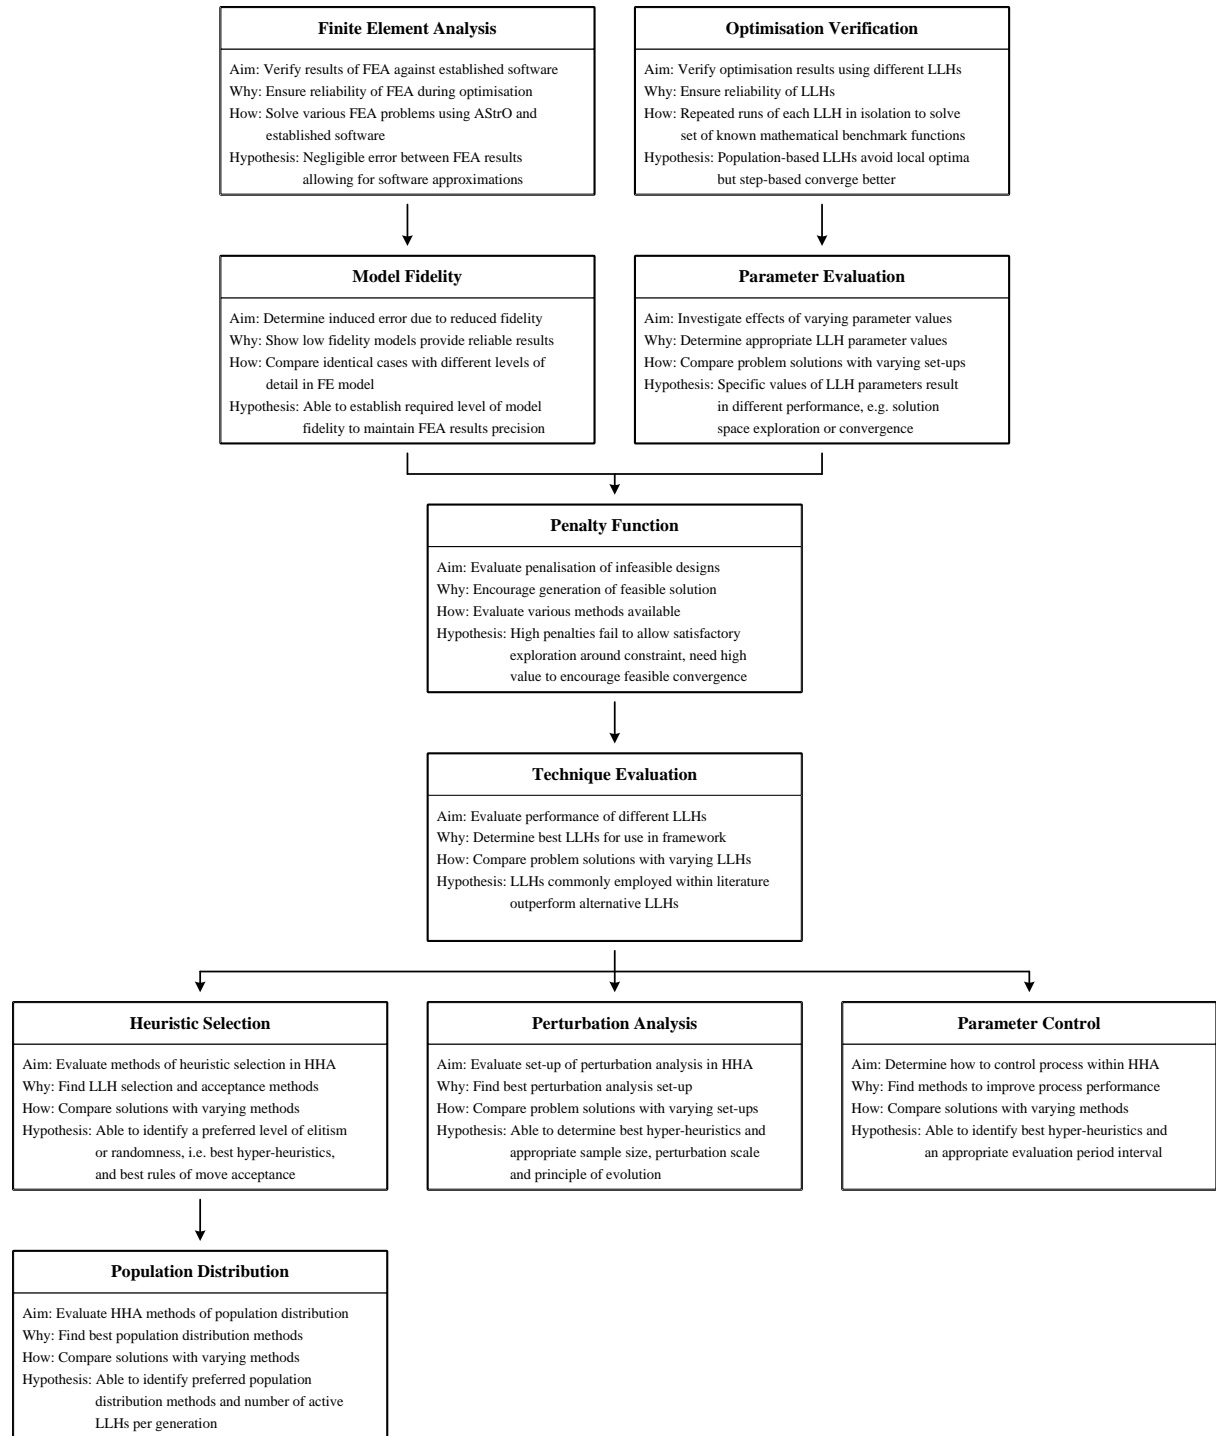 Finite Element Analysis
Aim: Verify results of FEA against established software
Why: Ensure reliability of FEA during optimisation
How: Solve various FEA problems using AStrO and
established software
Hypothesis: Negligible error between FEA results
allowing for software approximations
Optimisation Verification
Aim: Verify optimisation results using different LLHs
Why: Ensure reliability of LLHs
How: Repeated runs of each LLH in isolation to solve
set of known mathematical benchmark functions
Hypothesis: Population-based LLHs avoid local optima
but step-based converge better
Model Fidelity
Aim: Determine induced error due to reduced fidelity
Why: Show low fidelity models provide reliable results
How: Compare identical cases with different levels of
detail in FE model
Hypothesis: Able to establish required level of model
fidelity to maintain FEA results precision
Parameter Evaluation
Aim: Investigate effects of varying parameter values
Why: Determine appropriate LLH parameter values
How: Compare problem solutions with varying set-ups
Hypothesis: Specific values of LLH parameters result
in different performance, e.g. solution
space exploration or convergence
Penalty Function
Aim: Evaluate penalisation of infeasible designs
Why: Encourage generation of feasible solution
How: Evaluate various methods available
Hypothesis: High penalties fail to allow satisfactory
exploration around constraint, need high
value to encourage feasible convergence
Technique Evaluation
Aim: Evaluate performance of different LLHs
Why: Determine best LLHs for use in framework
How: Compare problem solutions with varying LLHs
Hypothesis: LLHs commonly employed within literature
outperform alternative LLHs
Heuristic Selection
Aim: Evaluate methods of heuristic selection in HHA
Why: Find LLH selection and acceptance methods
How: Compare solutions with varying methods
Hypothesis: Able to identify a preferred level of elitism
or randomness, i.e. best hyper-heuristics,
and best rules of move acceptance
Perturbation Analysis
Aim: Evaluate set-up of perturbation analysis in HHA
Why: Find best perturbation analysis set-up
How: Compare problem solutions with varying set-ups
Hypothesis: Able to determine best hyper-heuristics and
appropriate sample size, perturbation scale
and principle of evolution
Parameter Control
Aim: Determine how to control process within HHA
Why: Find methods to improve process performance
How: Compare solutions with varying methods
Hypothesis: Able to identify best hyper-heuristics and
an appropriate evaluation period interval
Population Distribution
Aim: Evaluate HHA methods of population distribution
Why: Find best population distribution methods
How: Compare solutions with varying methods
Hypothesis: Able to identify preferred population
distribution methods and number of active
LLHs per generation